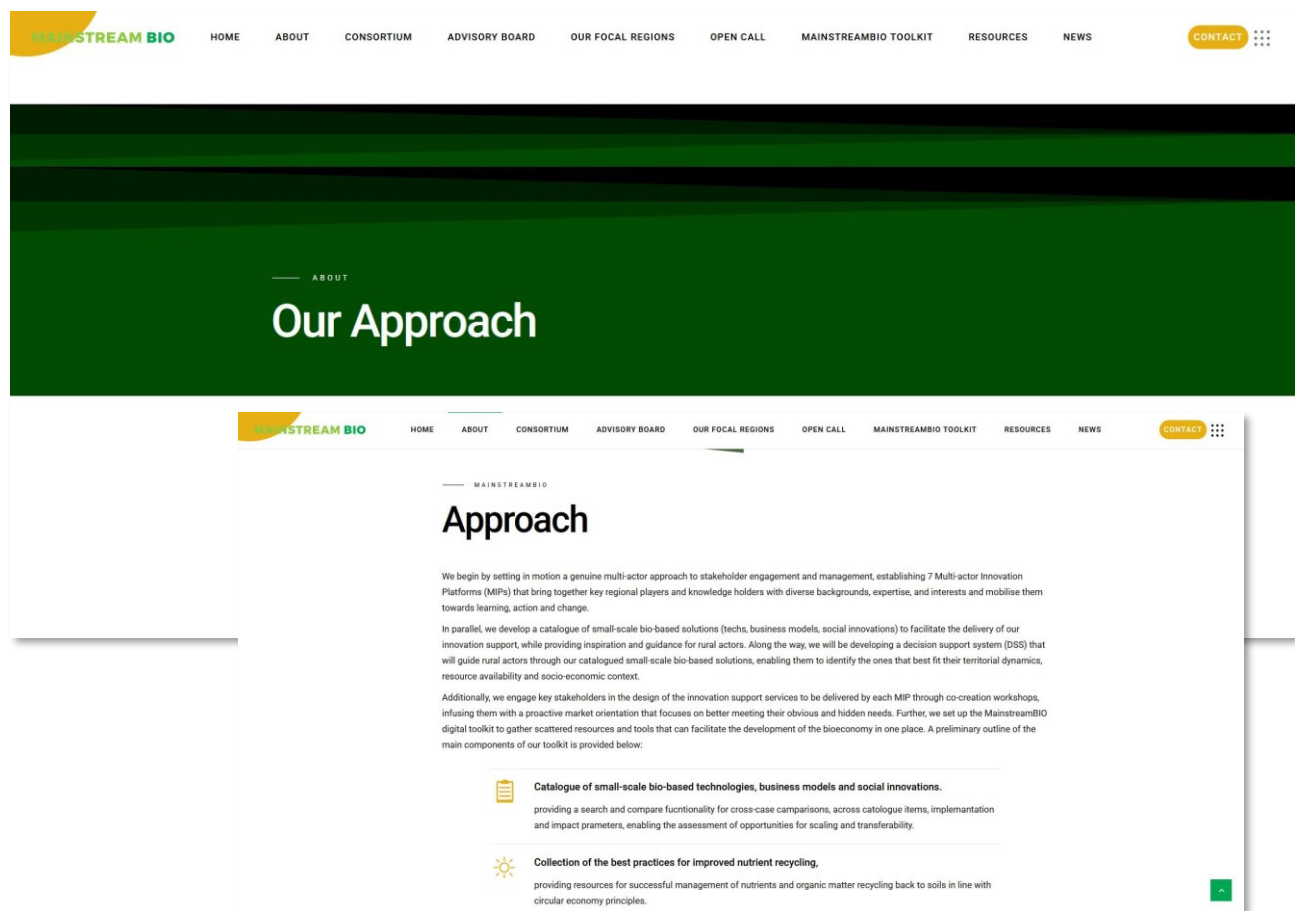 MAINSTREAM BIO
HOME ABOUT CONSORTIUM ADVISORY BOARD OUR FOCAL REGIONS OPEN CALL MAINSTREAMBIO TOOLKIT RESOURCES NEWS CONTACT
ABOUT
Our Approach
MAINSTREAM BIO
HOME ABOUT CONSORTIUM ADVISORY BOARD OUR FOCAL REGIONS OPEN CALL MAINSTREAMBIO TOOLKIT RESOURCES NEWS CONTACT
MAINSTREAMBIO
Approach
We begin by setting in motion a genuine multi-actor approach to stakeholder engagement and management, establishing 7 Multi-actor Innovation
Platforms (MIPs) that bring together key regional players and knowledge holders with diverse backgrounds, expertise, and interests and mobilise them
towards learning, action and change.
In parallel, we develop a catalogue of small-scale bio-based solutions (techs, business models, social innovations) to facilitate the delivery of our
innovation support, while providing inspiration and guidance for rural actors. Along the way, we will be developing a decision support system (DSS) that
will guide rural actors through our catalogued small-scale bio-based solutions, enabling them to identify the ones that best fit their territorial dynamics,
resource availability and socio-economic context.
Additionally, we engage key stakeholders in the design of the innovation support services to be delivered by each MIP through co-creation workshops,
infusing them with a proactive market orientation that focuses on better meeting their obvious and hidden needs. Further, we set up the MainstreamBIO
digital toolkit to gather scattered resources and tools that can facilitate the development of the bioeconomy in one place. A preliminary outline of the
main components of our toolkit is provided below:
Catalogue of small-scale bio-based technologies, business models and social innovations.
providing a search and compare fucntionality for cross-case camparisons, across catologue items, implemantation
and impact prameters, enabling the assessment of opportunities for scaling and transferability.
Collection of the best practices for improved nutrient recycling,
providing resources for successful management of nutrients and organic matter recycling back to soils in line with
circular economy principles.